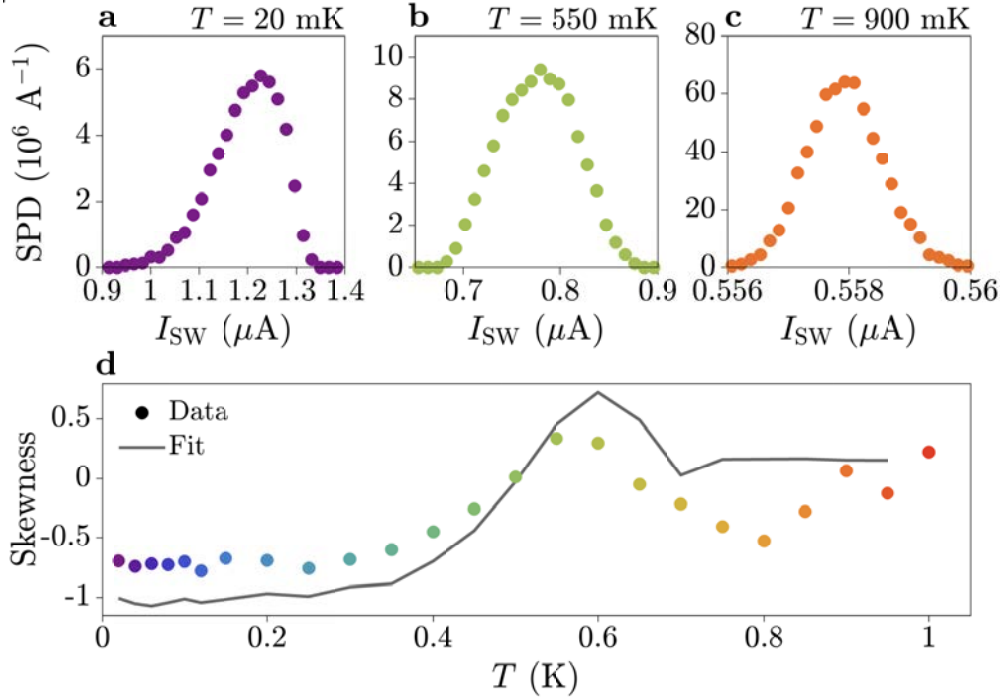 a T = 20 mK b T = 550 mK c T = 900 mK
SPD (10⁶ A⁻¹)
6
4
2
0
0.9 1 1.1 1.2 1.3 1.4
I_SW (μA)
10
8
6
4
2
0
0.7 0.8 0.9
I_SW (μA)
80
60
40
20
0
0.556 0.558 0.56
I_SW (μA)
d
Skewness
0.5
0
-0.5
-1
Data
Fit
0 0.2 0.4 0.6 0.8 1
T (K)